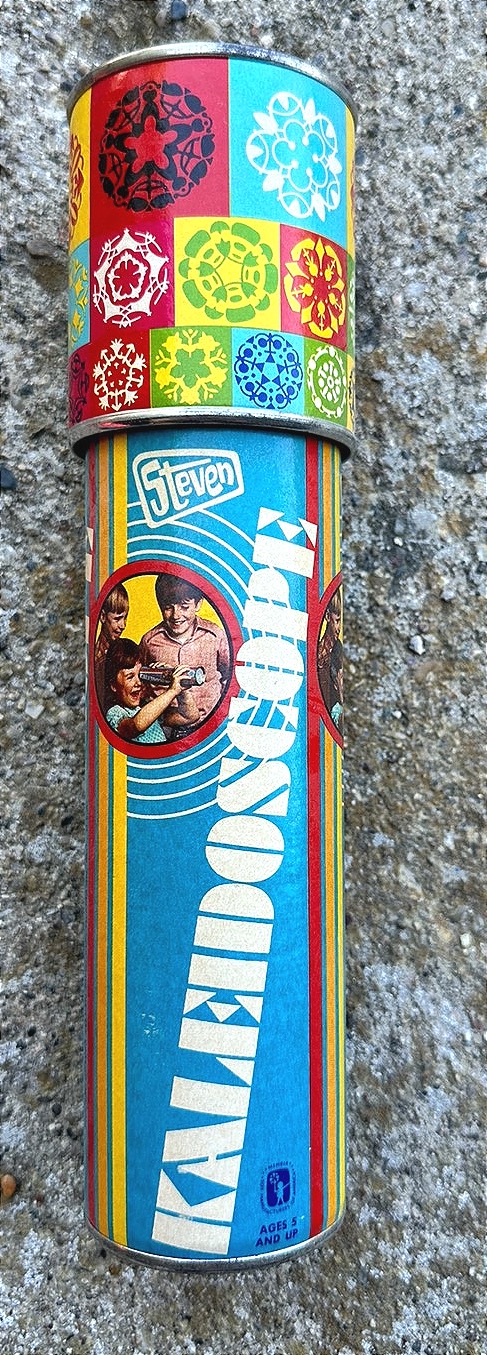 Steven
KALEIDOSCOPE
AGES 5
AND UP